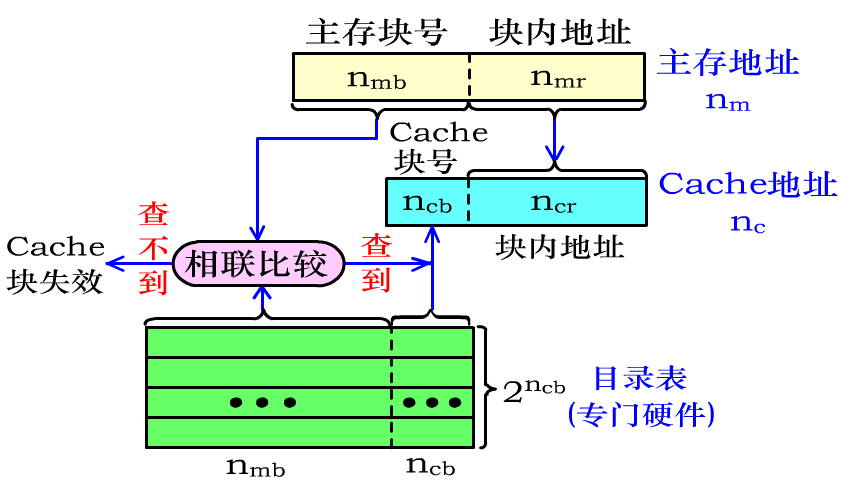 主存块号 块内地址
n_mb n_mr
主存地址
n_m
Cache
块号
n_cb n_cr
Cache地址
n_c
块内地址
查不到
Cache
块失效
相联比较
查到
2^n_cb
目录表
(专门硬件)
n_mb n_cb